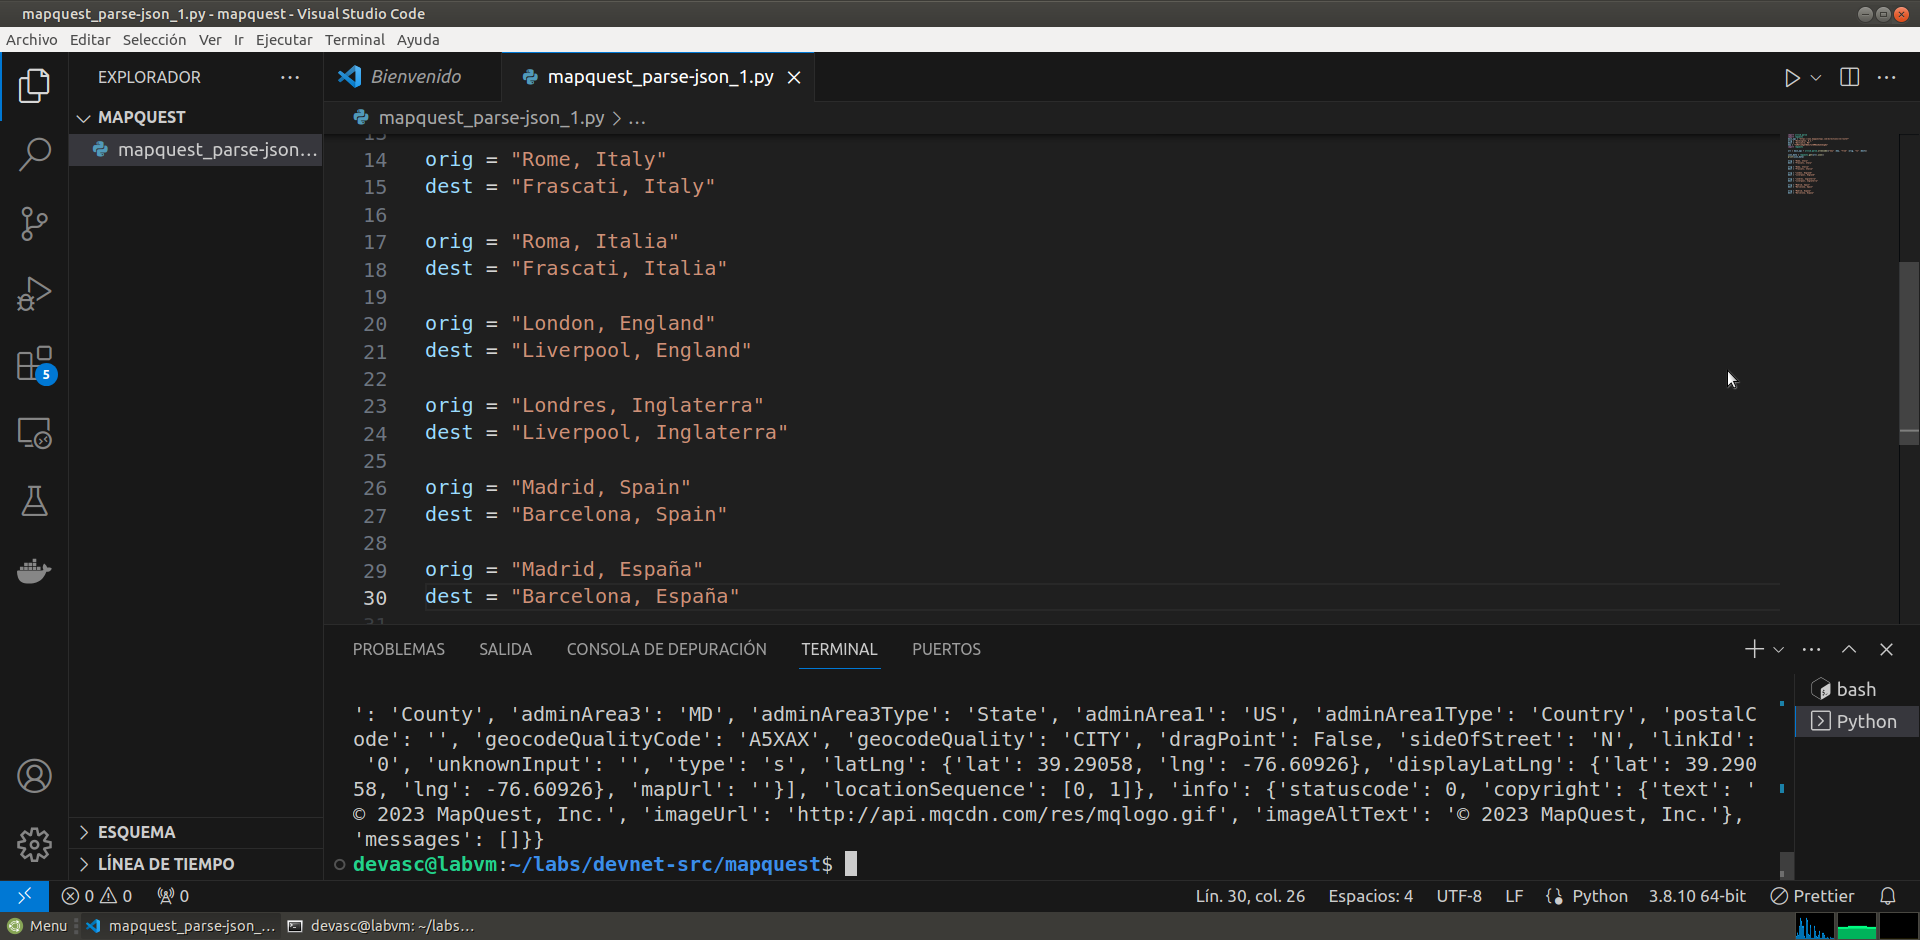 mapquest_parse-json_1.py - mapquest - Visual Studio Code
Archivo Editar Selección Ver Ir Ejecutar Terminal Ayuda
EXPLORADOR
MAPQUEST
mapquest_parse-json...
5
ESQUEMA
LÍNEA DE TIEMPO
Bienvenido mapquest_parse-json_1.py
mapquest_parse-json_1.py > ...
13
14 orig = "Rome, Italy"
15 dest = "Frascati, Italy"
16
17 orig = "Roma, Italia"
18 dest = "Frascati, Italia"
19
20 orig = "London, England"
21 dest = "Liverpool, England"
22
23 orig = "Londres, Inglaterra"
24 dest = "Liverpool, Inglaterra"
25
26 orig = "Madrid, Spain"
27 dest = "Barcelona, Spain"
28
29 orig = "Madrid, España"
30 dest = "Barcelona, España"
31
PROBLEMAS SALIDA CONSOLA DE DEPURACIÓN TERMINAL PUERTOS
': 'County', 'adminArea3': 'MD', 'adminArea3Type': 'State', 'adminArea1': 'US', 'adminArea1Type': 'Country', 'postalC
ode': '', 'geocodeQualityCode': 'A5XAX', 'geocodeQuality': 'CITY', 'dragPoint': False, 'sideOfStreet': 'N', 'linkId':
'0', 'unknownInput': '', 'type': 's', 'latLng': {'lat': 39.29058, 'lng': -76.60926}, 'displayLatLng': {'lat': 39.290
58, 'lng': -76.60926}, 'mapUrl': ''}], 'locationSequence': [0, 1]}, 'info': {'statuscode': 0, 'copyright': {'text': '
© 2023 MapQuest, Inc.', 'imageUrl': 'http://api.mqcdn.com/res/mqlogo.gif', 'imageAltText': '© 2023 MapQuest, Inc.'},
'messages': []}}
devasc@labvm:~/labs/devnet-src/mapquest$
bash
Python
0 0 0 Lín. 30, col. 26 Espacios: 4 UTF-8 LF Python 3.8.10 64-bit Prettier
Menu mapquest_parse-json_... devasc@labvm: ~/labs...